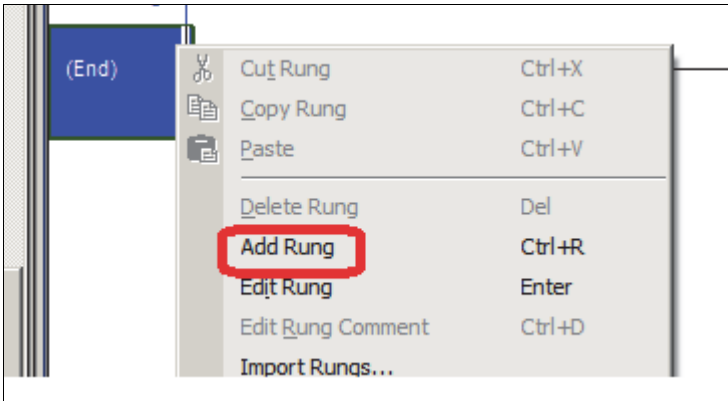 (End)
Cut Rung Ctrl+X
Copy Rung Ctrl+C
Paste Ctrl+V
Delete Rung Del
Add Rung Ctrl+R
Edit Rung Enter
Edit Rung Comment Ctrl+D
Import Rungs...